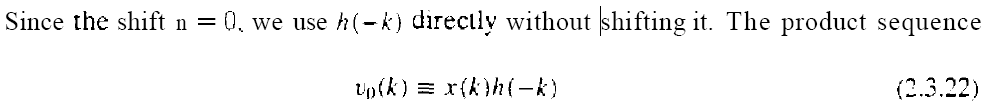 Since the shift n = 0, we use h(−k) directly without shifting it. The product sequence
v₀(k) ≡ x(k)h(−k) (2.3.22)